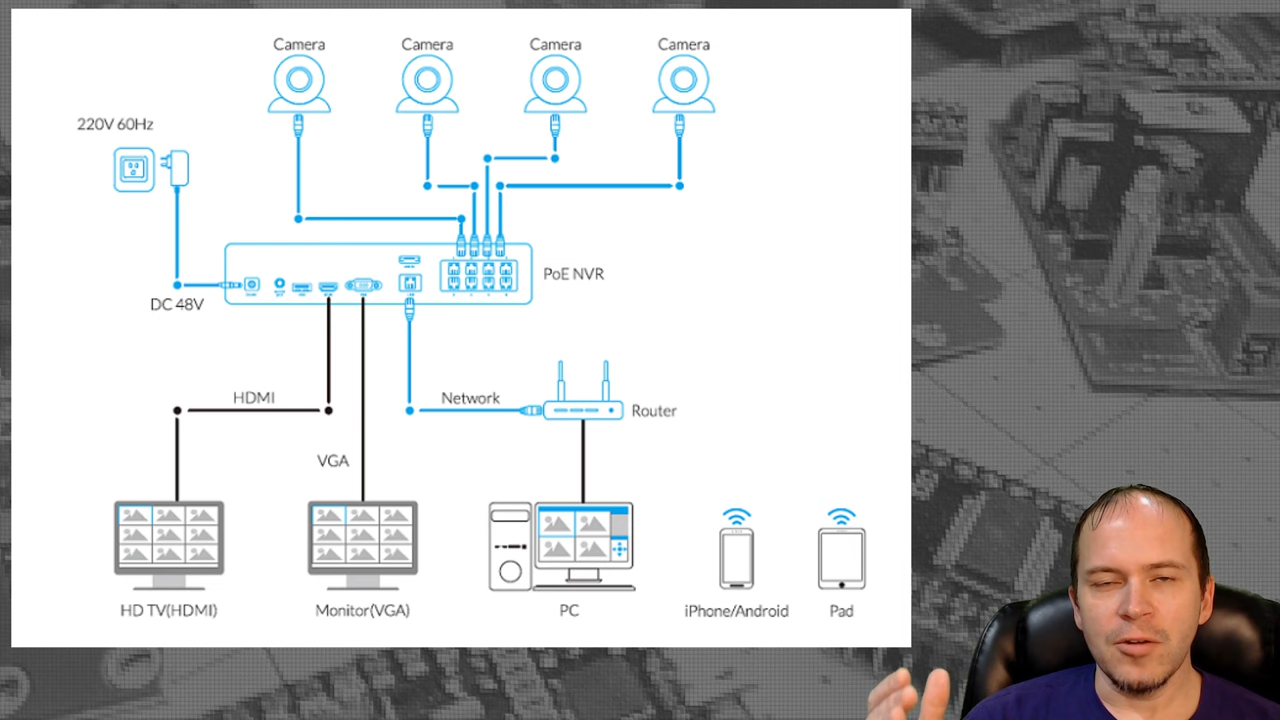 Camera
Camera
Camera
Camera
220V 60Hz
PoE NVR
DC 48V
HDMI
Network
Router
VGA
HD TV(HDMI)
Monitor(VGA)
PC
iPhone/Android
Pad